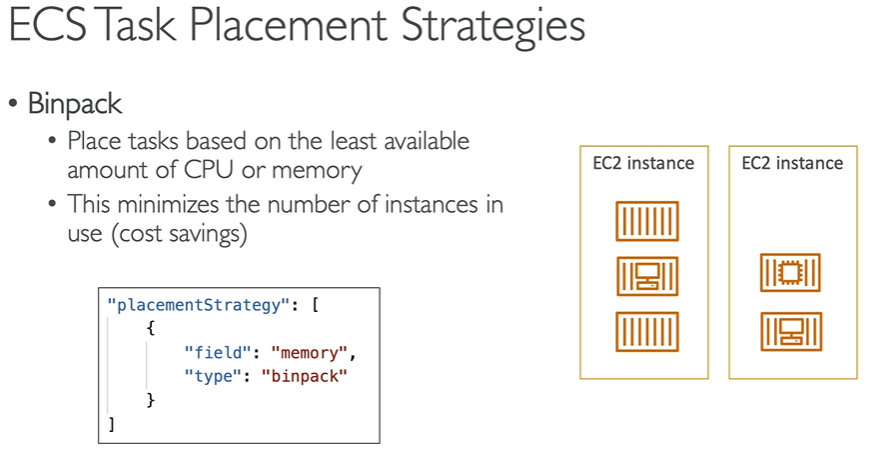 ECS Task Placement Strategies
• Binpack
• Place tasks based on the least available
amount of CPU or memory
• This minimizes the number of instances in
use (cost savings)
"placementStrategy": [
{
"field": "memory",
"type": "binpack"
}
]
EC2 instance
EC2 instance